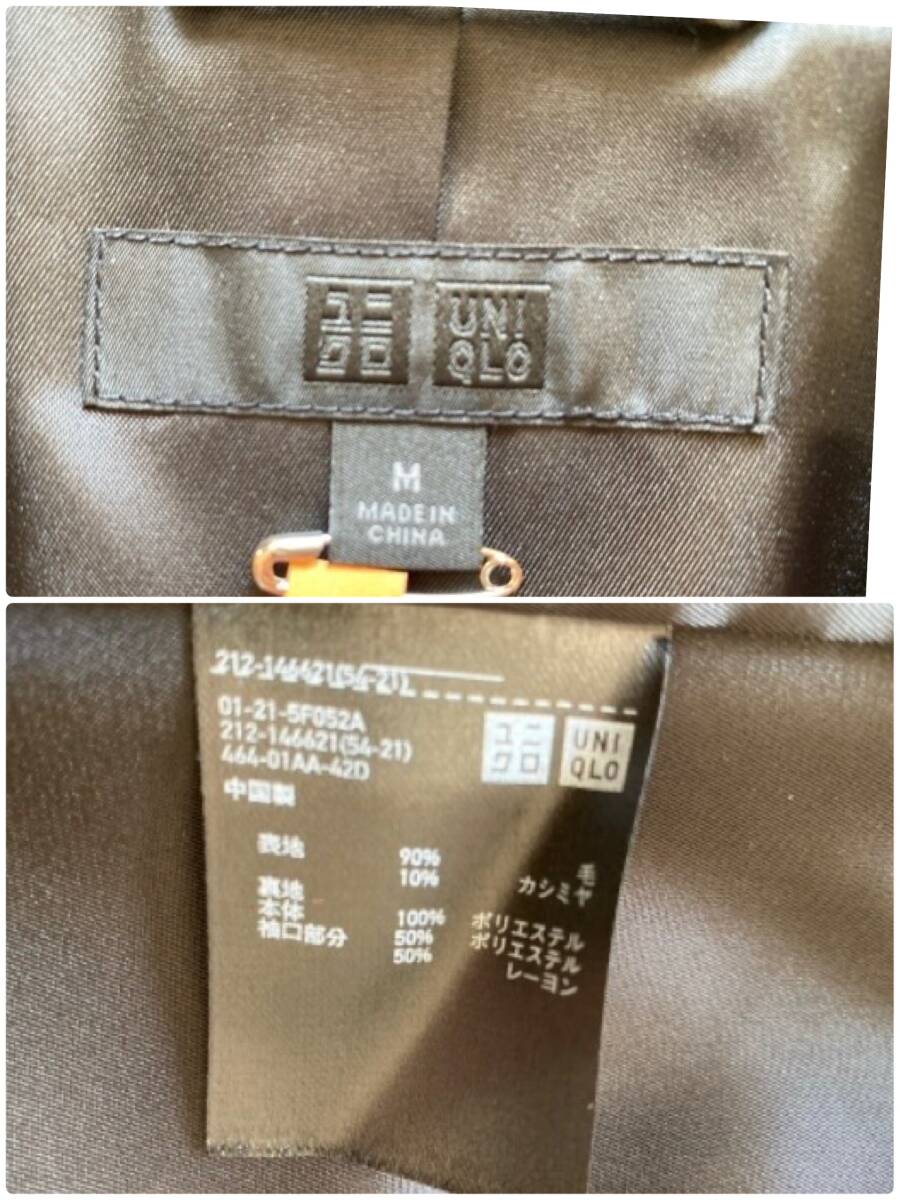 ユニ UNI
クロ QLO
M
MADE IN
CHINA
212-146621(54-21)
01-21-5F052A
212-146621(54-21)
464-01AA-42D
ユニ UNI
クロ QLO
中国製
表地 90% 毛
10% カシミヤ
裏地
本体 100% ポリエステル
袖口部分 50% ポリエステル
50% レーヨン